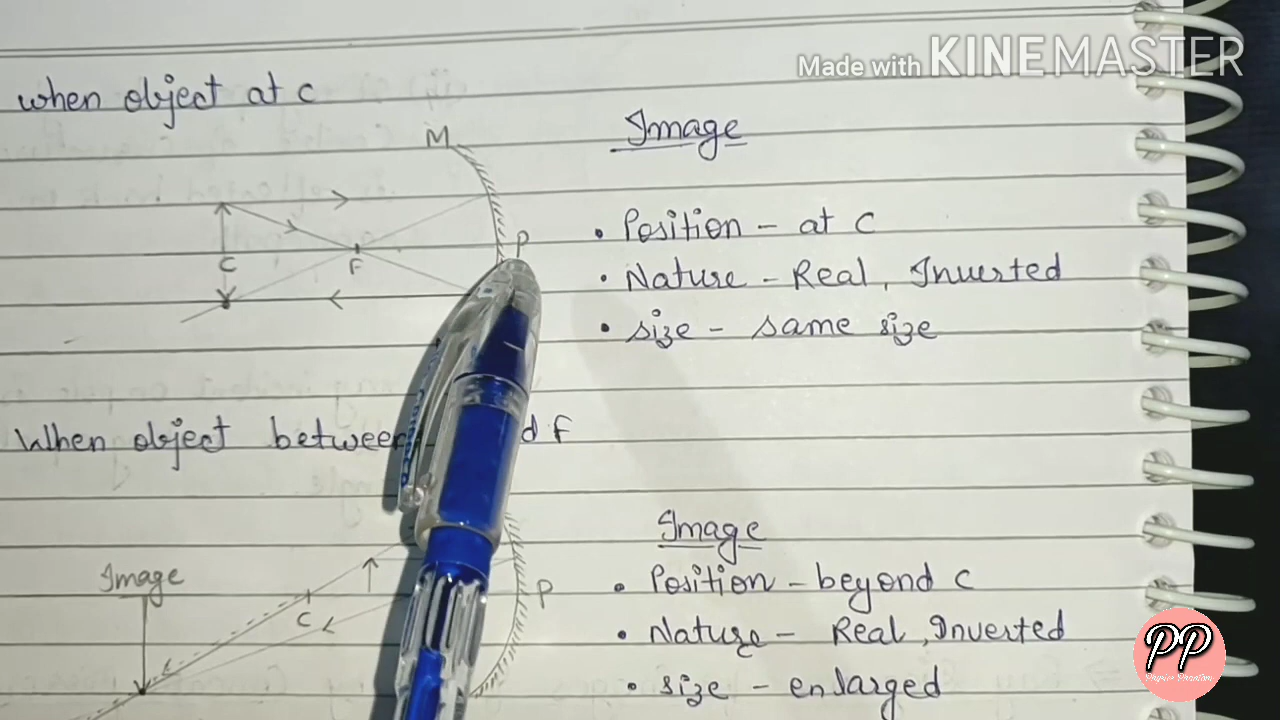 Made with KINEMASTER
when object at C
Image
M
P
C
F
• Position - at C
• Nature - Real, Inverted
• size - same size
When object between d F
Image
Image
• Position - beyond C
C
P
• Nature - Real, Inverted
• size - enlarged
PP